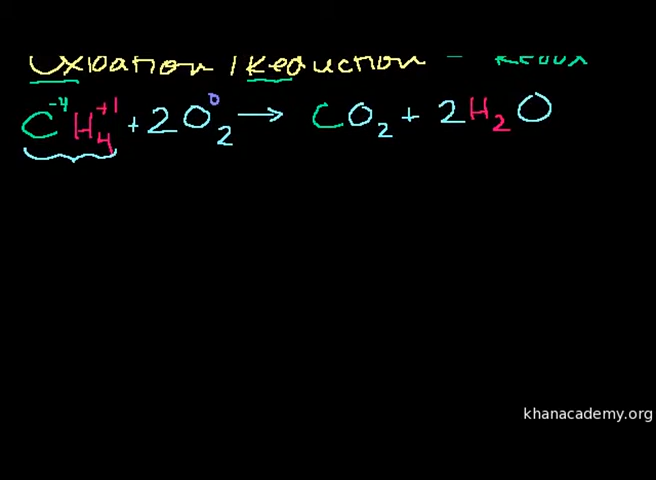 Oxidation / Reduction - Redox
C⁻⁴H₄⁺¹ + 2O₂⁰ → CO₂ + 2H₂O
khanacademy.org